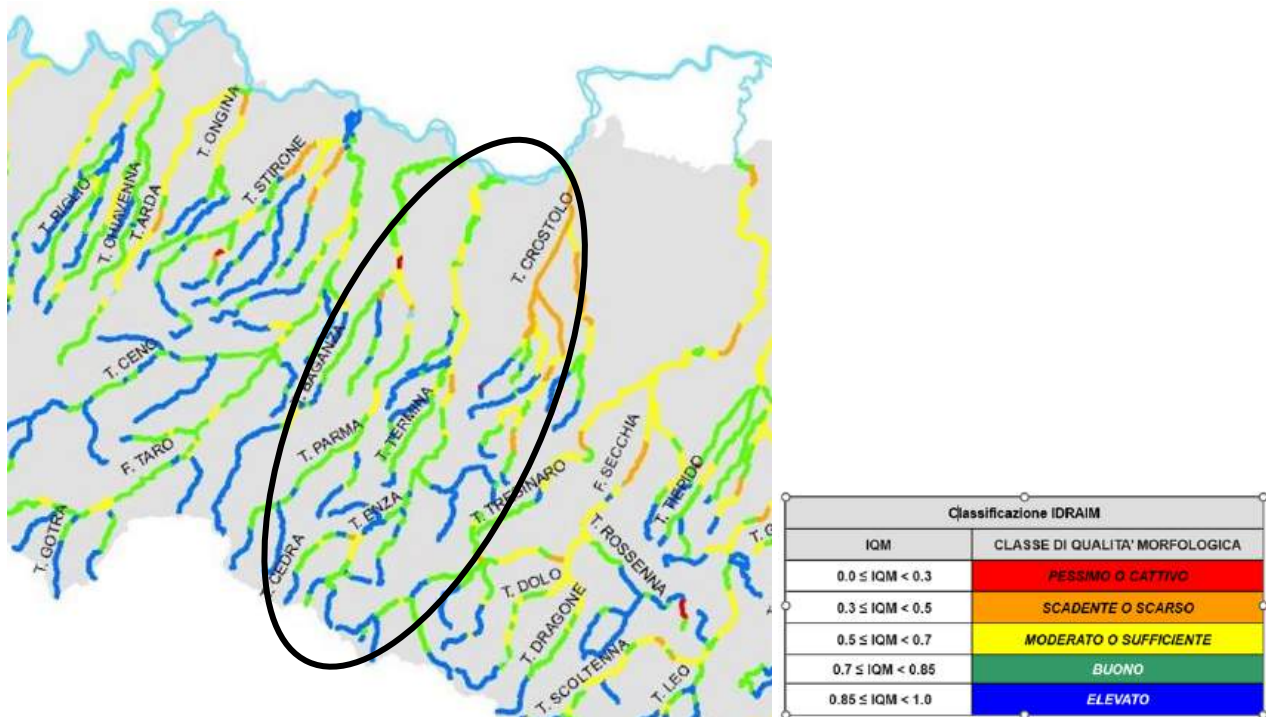 T. ONGINA
T. STIRONE
T. RIGLIO
T. CHIAVENNA
T. ARDA
T. CROSTOLO
T. CENO
T. BAGANZA
T. TERMINA
T. PARMA
F. TARO
F. SECCHIA
T. TRESINARO
T. TIEPIDO
T. ENZA
T. GOTRA
T. CEDRA
T. ROSSENNA
T. DOLO
T. DRAGONE
T. SCOLTENNA
T. LEO
Classificazione IDRAIM
IQM CLASSE DI QUALITA' MORFOLOGICA
0.0 ≤ IQM < 0.3 PESSIMO O CATTIVO
0.3 ≤ IQM < 0.5 SCADENTE O SCARSO
0.5 ≤ IQM < 0.7 MODERATO O SUFFICIENTE
0.7 ≤ IQM < 0.85 BUONO
0.85 ≤ IQM < 1.0 ELEVATO